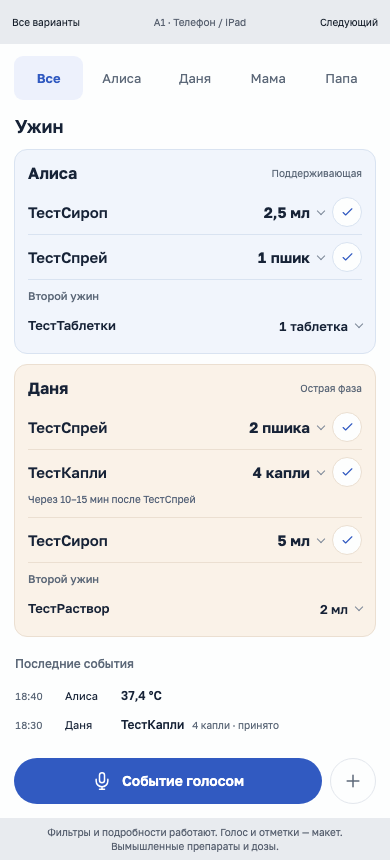 Все варианты
A1 · Телефон / iPad
Следующий
Все
Алиса
Даня
Мама
Папа
Ужин
Алиса
Поддерживающая
ТестСироп
2,5 мл
ТестСпрей
1 пшик
Второй ужин
ТестТаблетки
1 таблетка
Даня
Острая фаза
ТестСпрей
2 пшика
ТестКапли
4 капли
Через 10–15 мин после ТестСпрей
ТестСироп
5 мл
Второй ужин
ТестРаствор
2 мл
Последние события
18:40 Алиса 37,4 °C
18:30 Даня ТестКапли 4 капли · принято
Событие голосом
Фильтры и подробности работают. Голос и отметки — макет.
Вымышленные препараты и дозы.